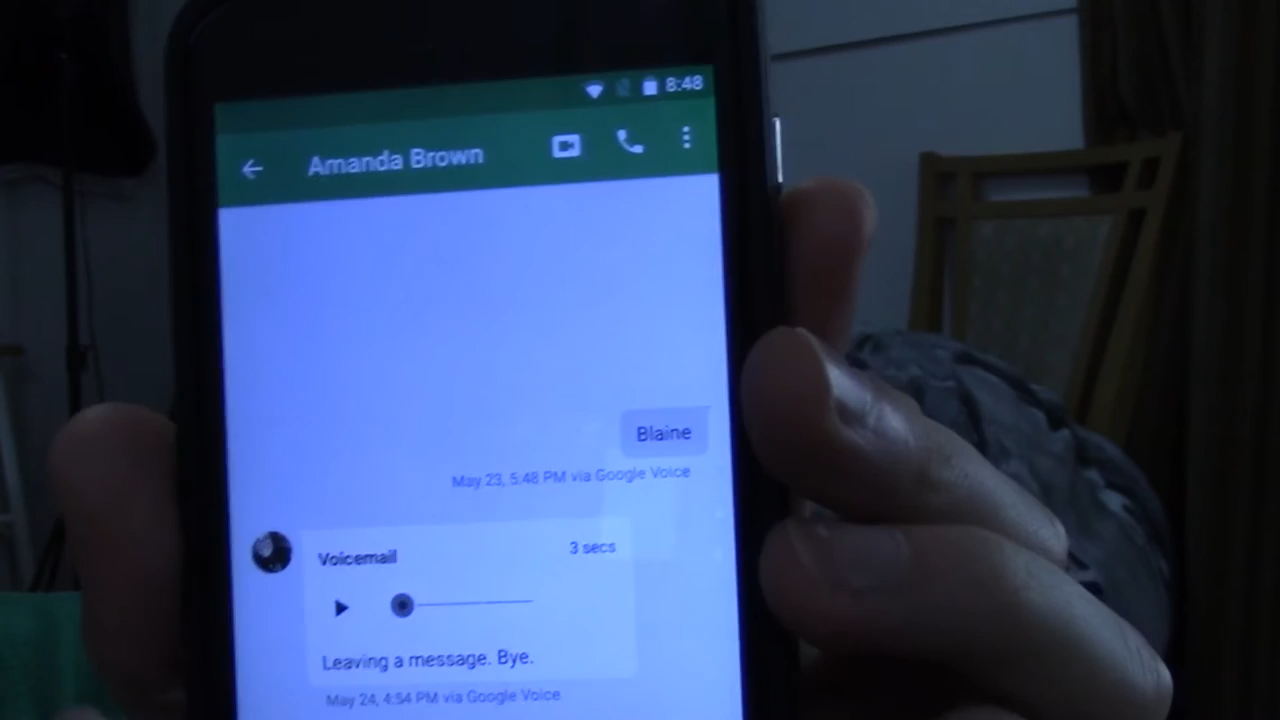 8:48
Amanda Brown
Blaine
May 23, 5:48 PM via Google Voice
Voicemail 3 secs
Leaving a message. Bye.
May 24, 4:54 PM via Google Voice